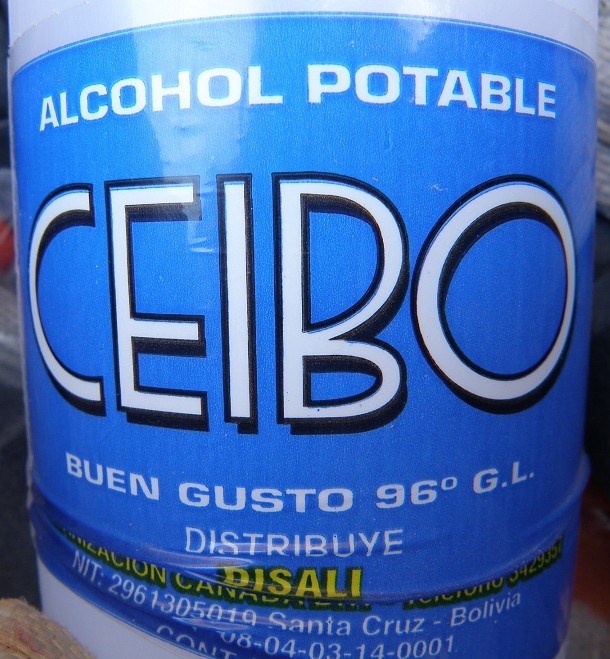 ALCOHOL POTABLE
CEIBO
BUEN GUSTO 96º G.L.
DISTRIBUYE
DISALI
NIT: 2961305019 Santa Cruz - Bolivia
08-04-03-14-0001